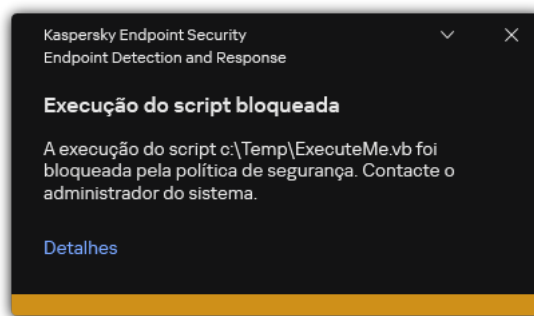 Kaspersky Endpoint Security
Endpoint Detection and Response
Execução do script bloqueada
A execução do script c:\Temp\ExecuteMe.vb foi
bloqueada pela política de segurança. Contacte o
administrador do sistema.
Detalhes